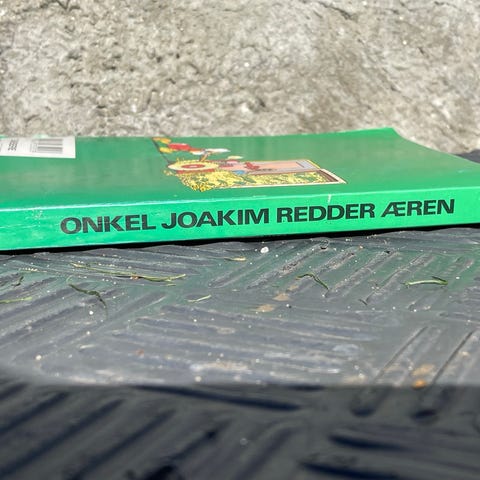 ONKEL JOAKIM REDDER ÆREN